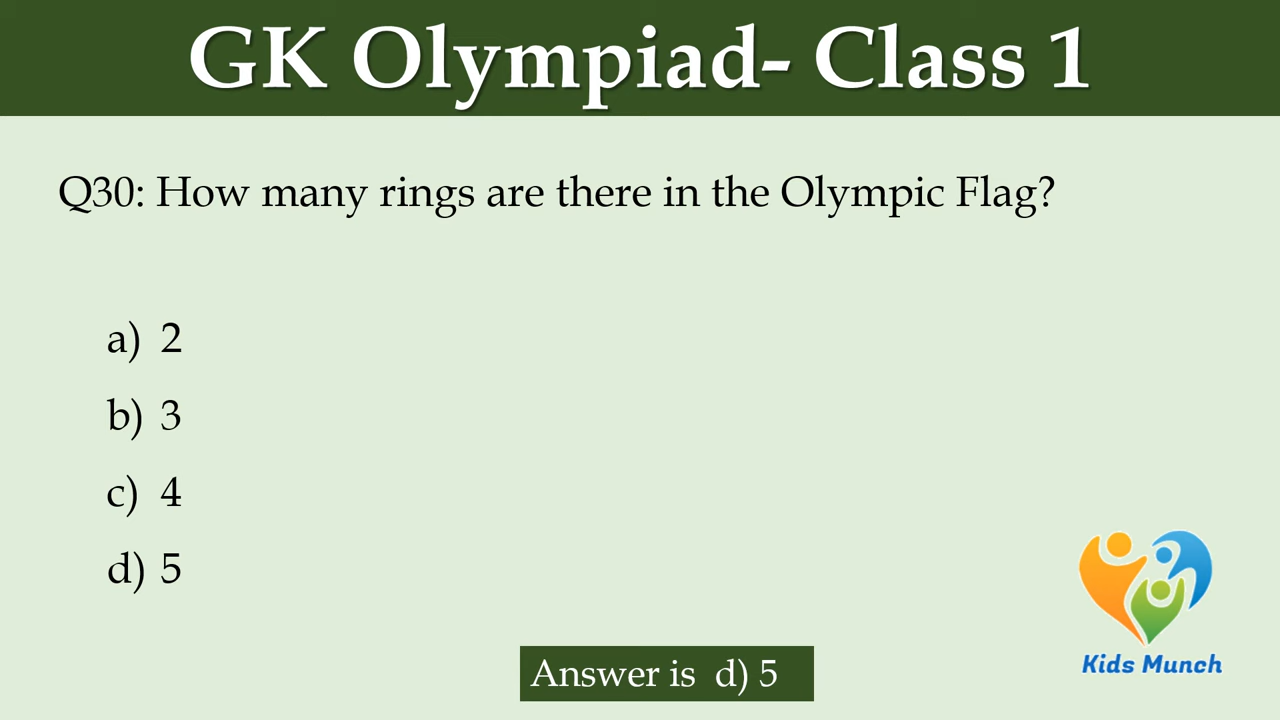 GK Olympiad- Class 1
Q30: How many rings are there in the Olympic Flag?
a) 2
b) 3
c) 4
d) 5
Answer is d) 5
Kids Munch